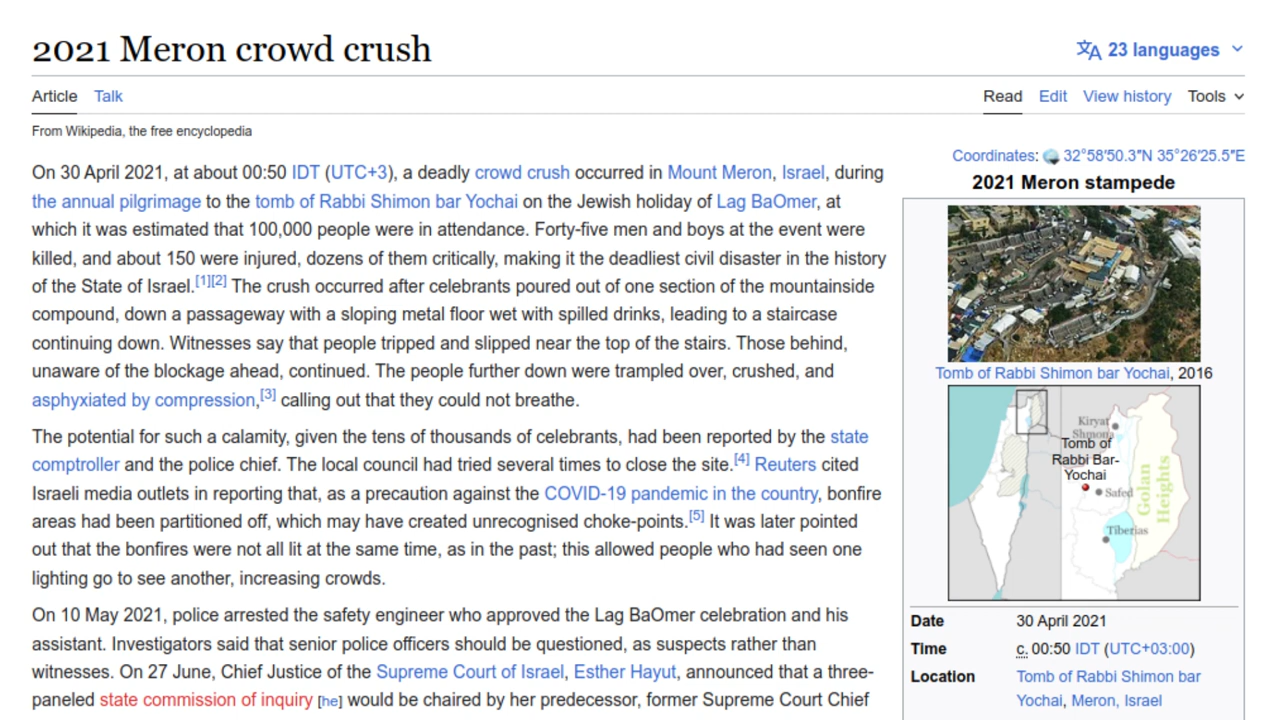 2021 Meron crowd crush
23 languages
Article Talk
Read Edit View history Tools
From Wikipedia, the free encyclopedia
Coordinates: 32°58′50.3″N 35°26′25.5″E
On 30 April 2021, at about 00:50 IDT (UTC+3), a deadly crowd crush occurred in Mount Meron, Israel, during
the annual pilgrimage to the tomb of Rabbi Shimon bar Yochai on the Jewish holiday of Lag BaOmer, at
which it was estimated that 100,000 people were in attendance. Forty-five men and boys at the event were
killed, and about 150 were injured, dozens of them critically, making it the deadliest civil disaster in the history
of the State of Israel.[1][2] The crush occurred after celebrants poured out of one section of the mountainside
compound, down a passageway with a sloping metal floor wet with spilled drinks, leading to a staircase
continuing down. Witnesses say that people tripped and slipped near the top of the stairs. Those behind,
unaware of the blockage ahead, continued. The people further down were trampled over, crushed, and
asphyxiated by compression,[3] calling out that they could not breathe.
The potential for such a calamity, given the tens of thousands of celebrants, had been reported by the state
comptroller and the police chief. The local council had tried several times to close the site.[4] Reuters cited
Israeli media outlets in reporting that, as a precaution against the COVID-19 pandemic in the country, bonfire
areas had been partitioned off, which may have created unrecognised choke-points.[5] It was later pointed
out that the bonfires were not all lit at the same time, as in the past; this allowed people who had seen one
lighting go to see another, increasing crowds.
On 10 May 2021, police arrested the safety engineer who approved the Lag BaOmer celebration and his
assistant. Investigators said that senior police officers should be questioned, as suspects rather than
witnesses. On 27 June, Chief Justice of the Supreme Court of Israel, Esther Hayut, announced that a three-
paneled state commission of inquiry [he] would be chaired by her predecessor, former Supreme Court Chief
2021 Meron stampede
Tomb of Rabbi Shimon bar Yochai, 2016
Kiryat
Shmona
Tomb of
Rabbi Bar-
Yochai
Safed
Golan
Heights
Tiberias
Date 30 April 2021
Time c. 00:50 IDT (UTC+03:00)
Location Tomb of Rabbi Shimon bar
Yochai, Meron, Israel